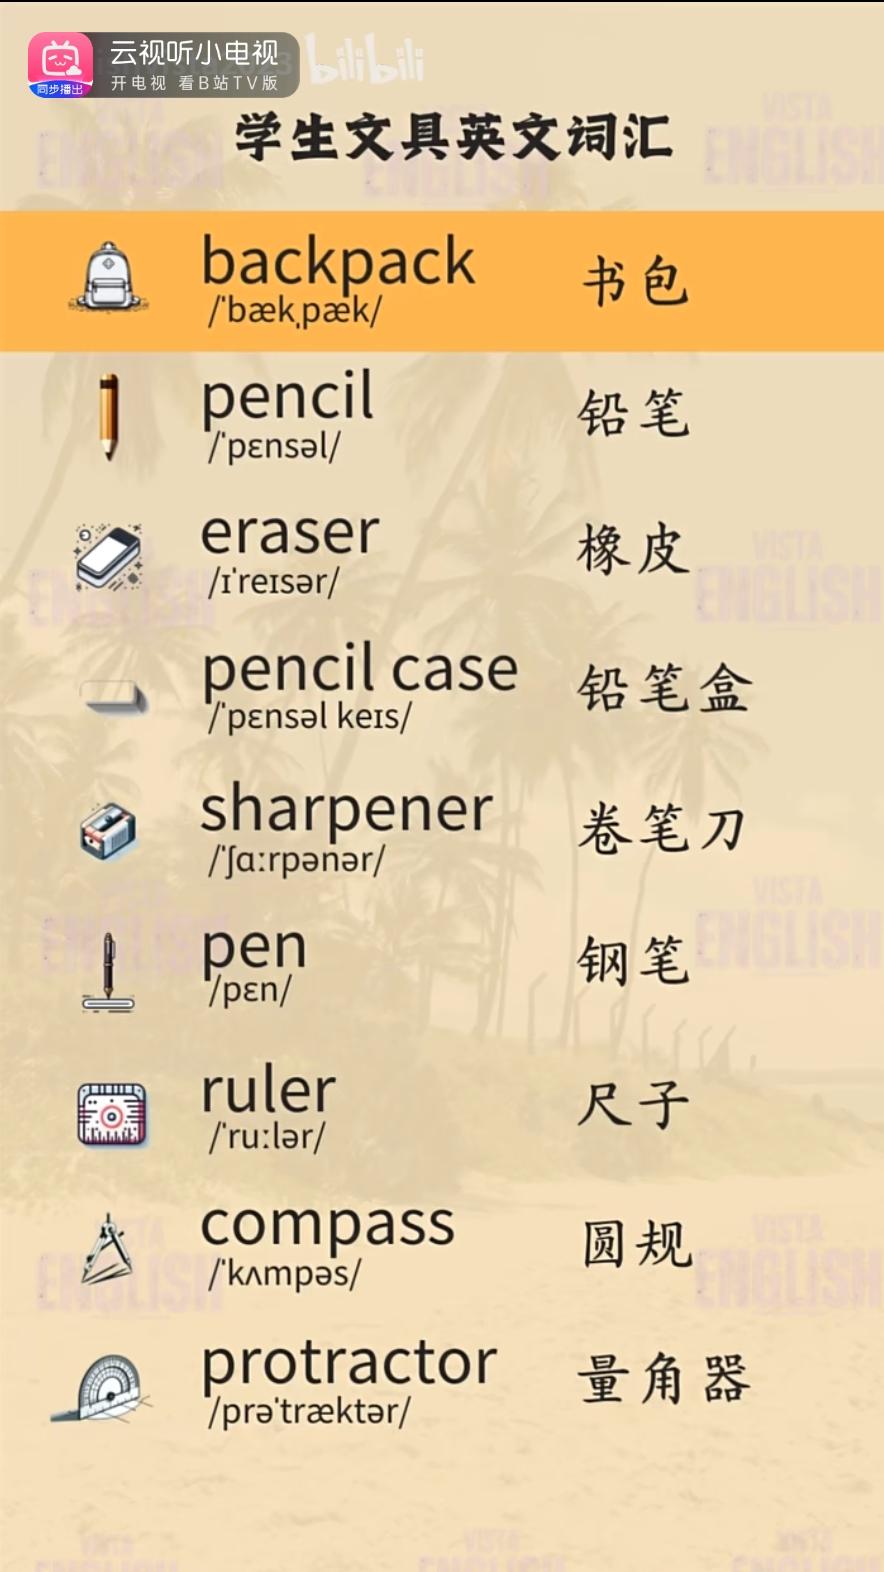 云视听小电视
开电视 看B站TV版
同步播出
bilibili
学生文具英文词汇
backpack 书包
/ˈbækˌpæk/
pencil 铅笔
/ˈpɛnsəl/
eraser 橡皮
/ɪˈreɪsər/
pencil case 铅笔盒
/ˈpɛnsəl keɪs/
sharpener 卷笔刀
/ˈʃɑːrpənər/
pen 钢笔
/pɛn/
ruler 尺子
/ˈruːlər/
compass 圆规
/ˈkʌmpəs/
protractor 量角器
/prəˈtræktər/
VISTA
ENGLISH